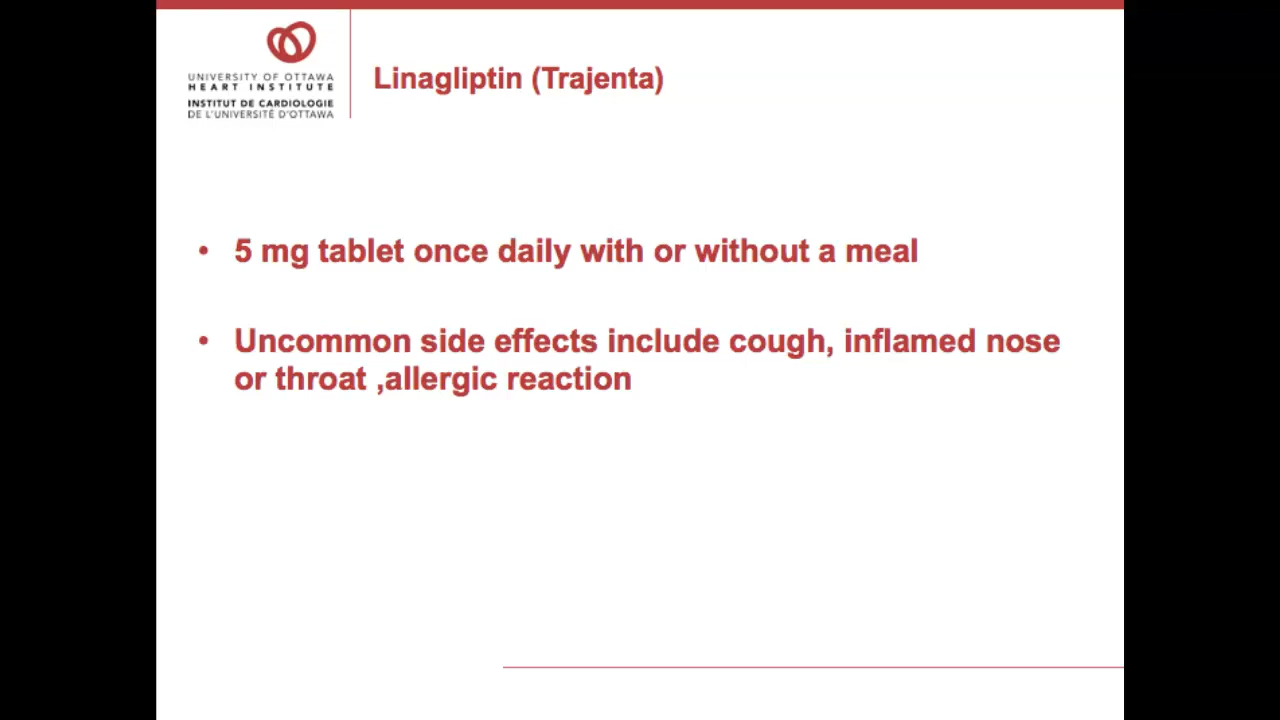 UNIVERSITY OF OTTAWA
HEART INSTITUTE
INSTITUT DE CARDIOLOGIE
DE L'UNIVERSITÉ D'OTTAWA
Linagliptin (Trajenta)
• 5 mg tablet once daily with or without a meal
• Uncommon side effects include cough, inflamed nose
or throat ,allergic reaction